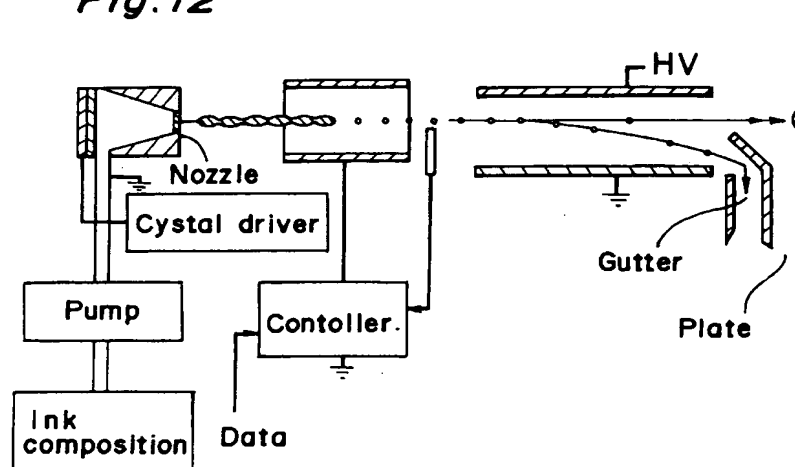 Fig.12
HV
Nozzle
Cystal driver
Gutter
Pump
Contoller.
Plate
Ink
composition
Data